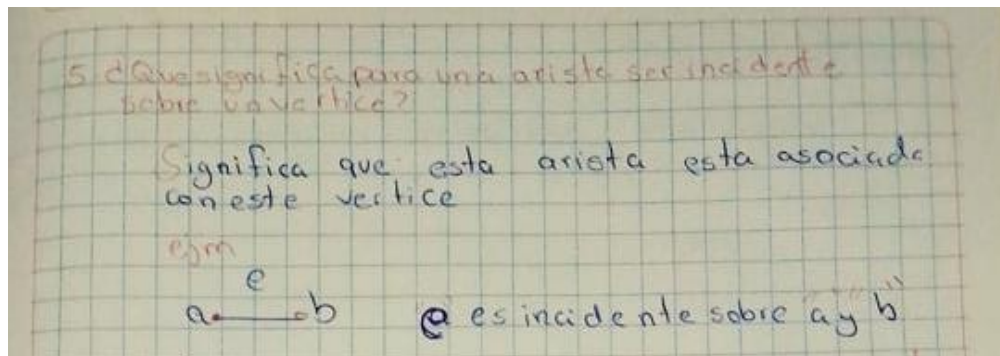 5 ¿Que significa para una arista ser incidente
sobre un vertice?
Significa que esta arista esta asociada
con este vertice
ejm
e
a b
e es incidente sobre a y b"